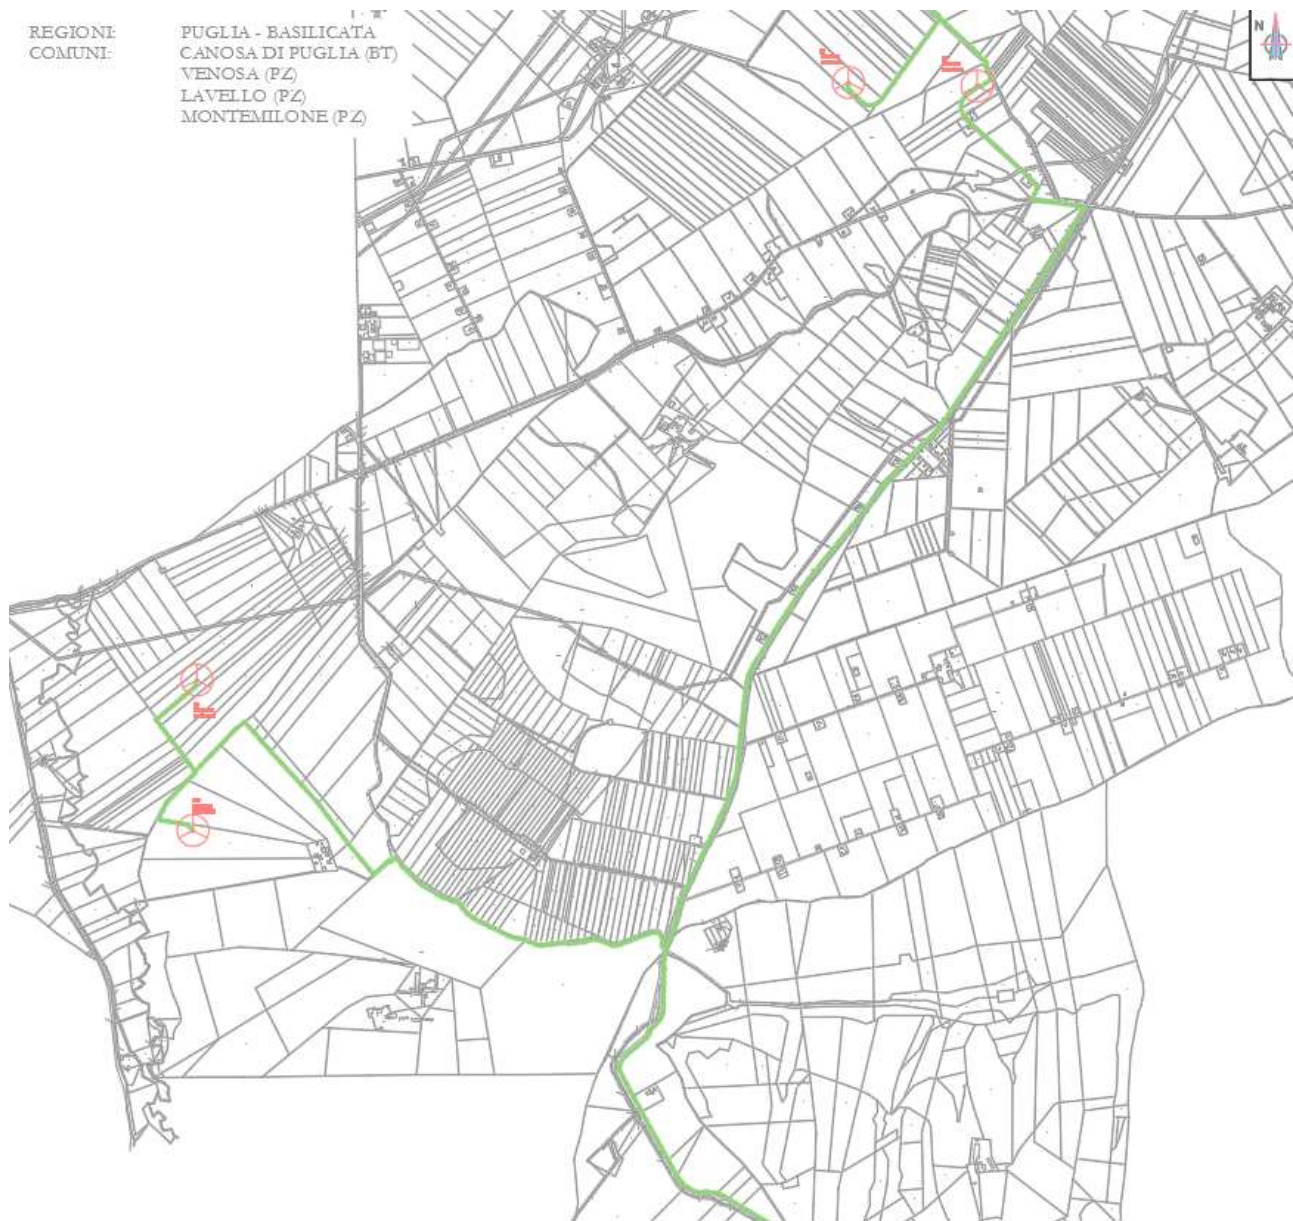 REGIONI: PUGLIA - BASILICATA
COMUNI: CANOSA DI PUGLIA (BT)
VENOSA (PZ)
LAVELLO (PZ)
MONTEMILONE (PZ)
N